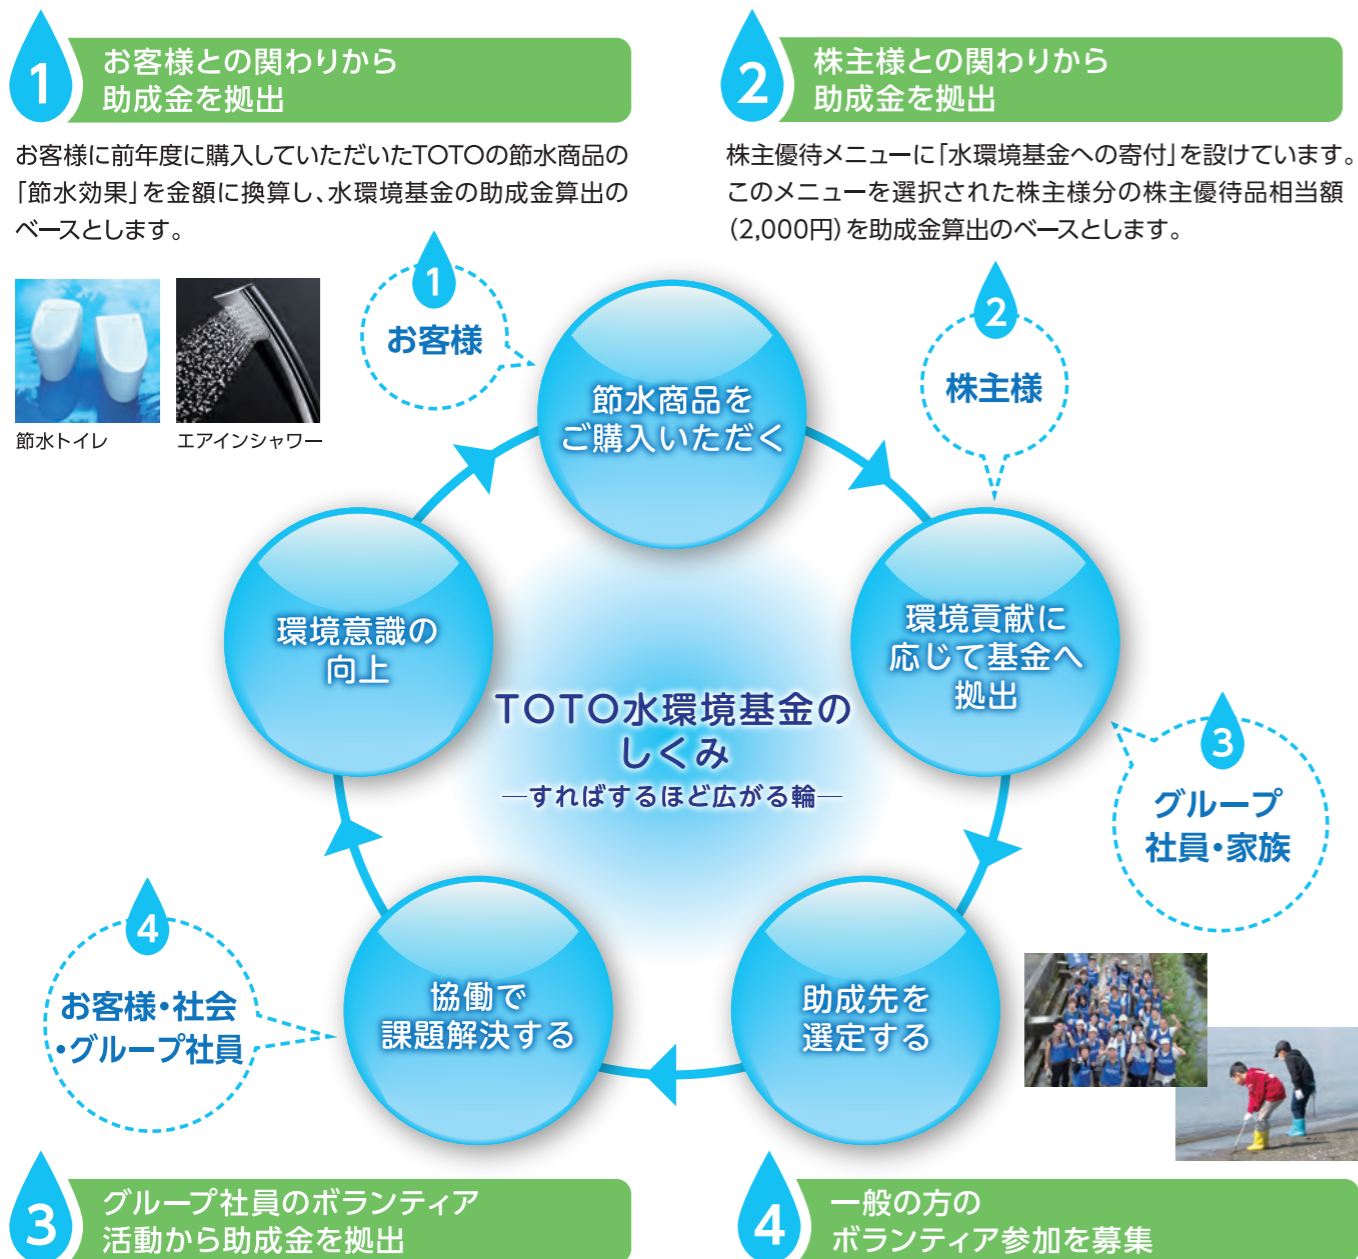 1
お客様との関わりから
助成金を拠出
お客様に前年度に購入していただいたTOTOの節水商品の
「節水効果」を金額に換算し、水環境基金の助成金算出の
ベースとします。
2
株主様との関わりから
助成金を拠出
株主優待メニューに「水環境基金への寄付」を設けています。
このメニューを選択された株主様分の株主優待品相当額
(2,000円)を助成金算出のベースとします。
節水トイレ
エアインシャワー
1
お客様
節水商品を
ご購入いただく
2
株主様
環境意識の
向上
環境貢献に
応じて基金へ
拠出
TOTO水環境基金の
しくみ
―すればするほど広がる輪―
3
グループ
社員・家族
4
お客様・社会
・グループ社員
協働で
課題解決する
助成先を
選定する
3
グループ社員のボランティア
活動から助成金を拠出
4
一般の方の
ボランティア参加を募集